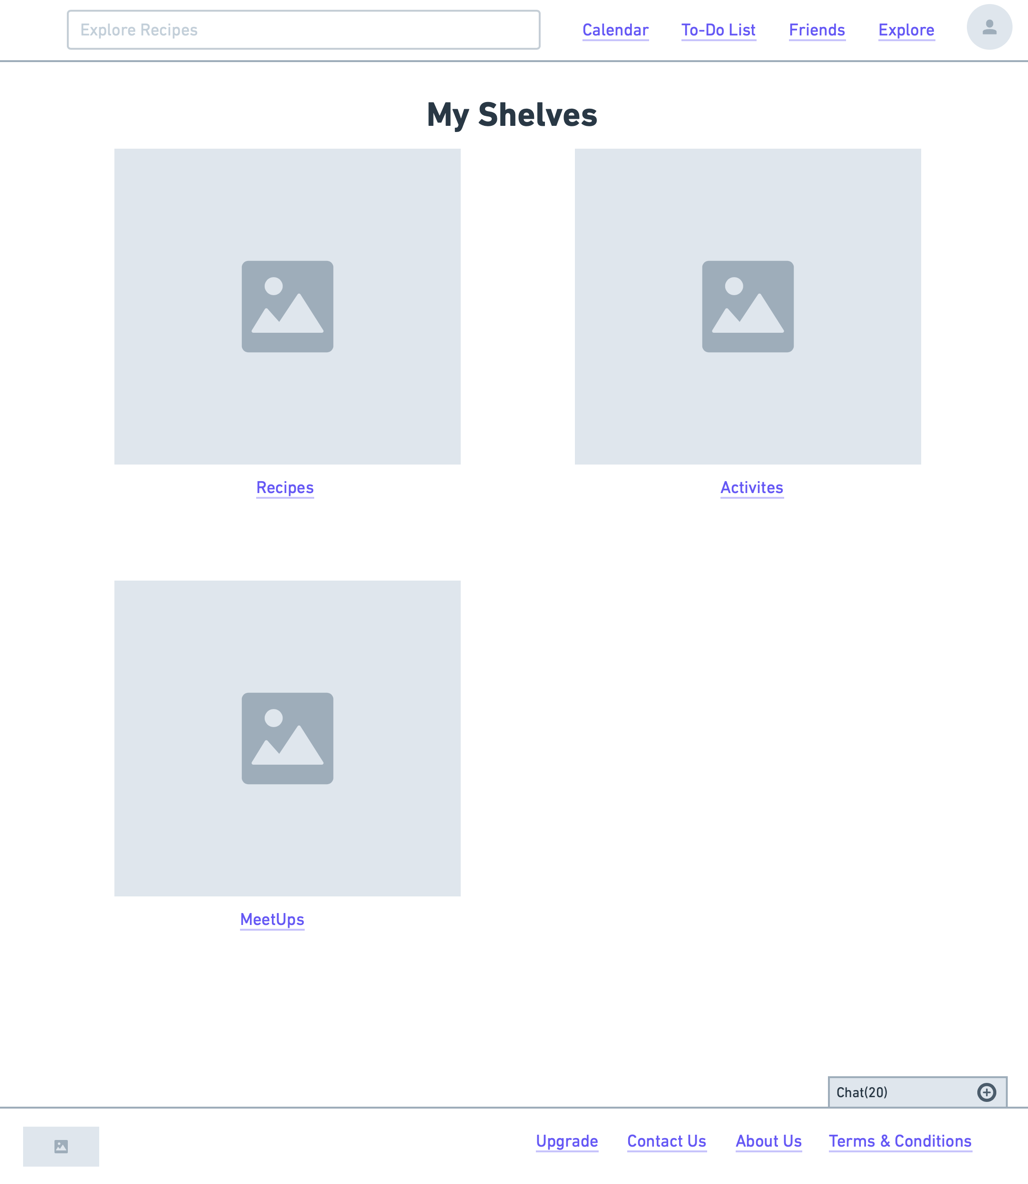 Explore Recipes
Calendar To-Do List Friends Explore
My Shelves
Recipes Activites
MeetUps
Chat(20)
Upgrade Contact Us About Us Terms & Conditions